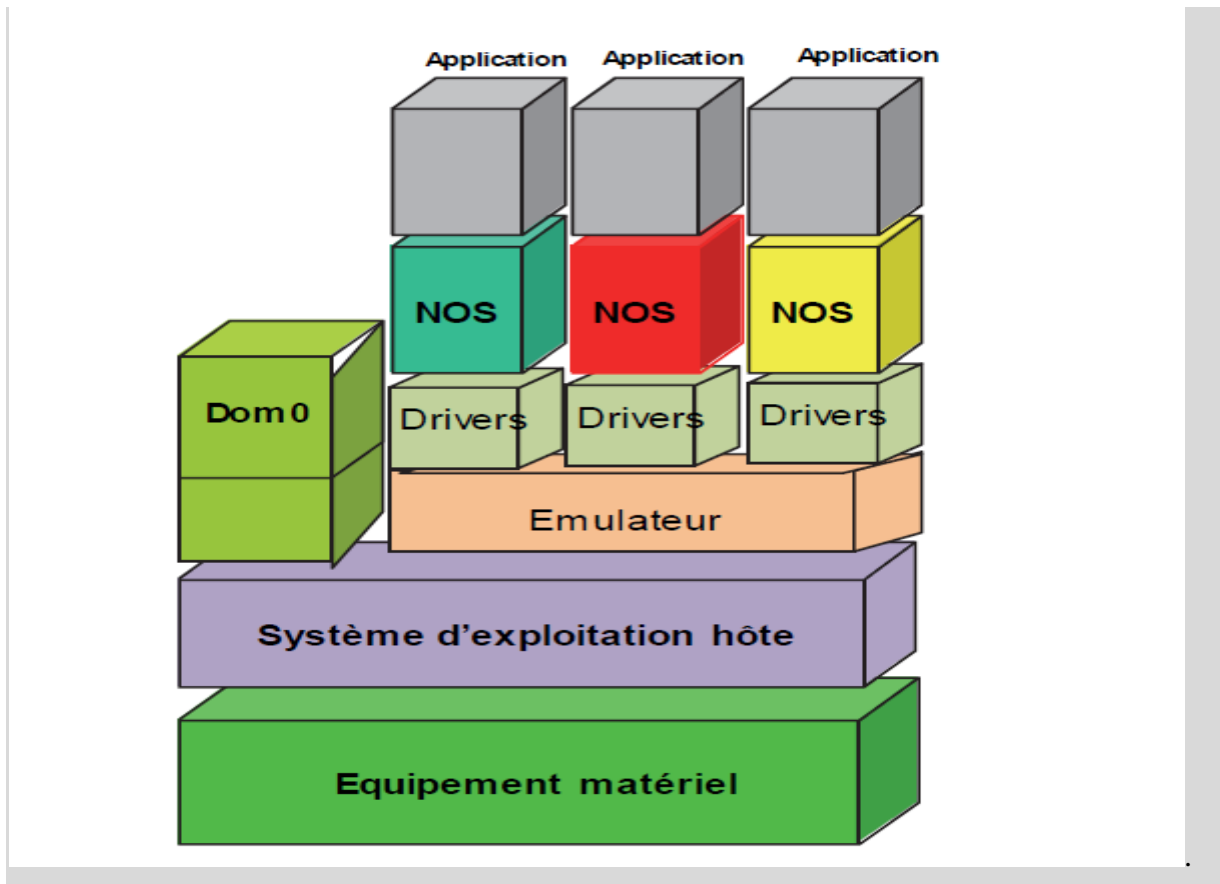 Application Application Application
NOS NOS NOS
Dom0
Drivers Drivers Drivers
Emulateur
Système d'exploitation hôte
Equipement matériel
.